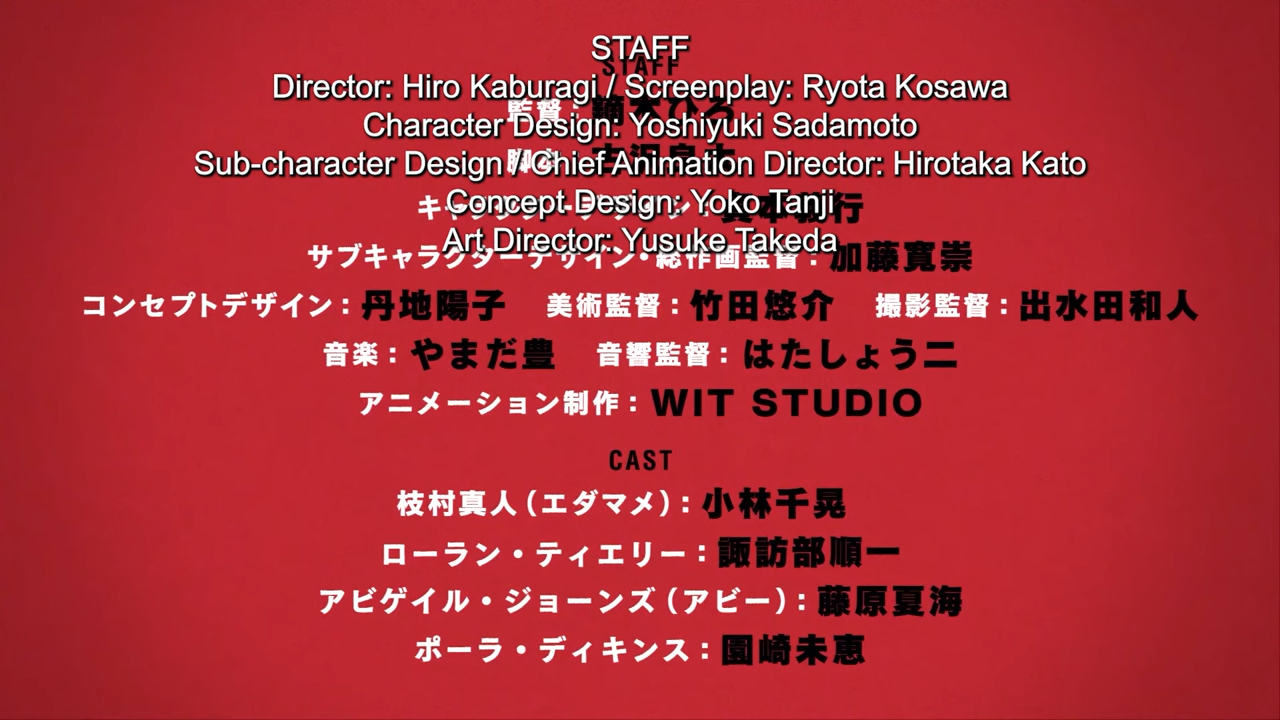 STAFF
STAFF
Director: Hiro Kaburagi / Screenplay: Ryota Kosawa
監督：鏑木ひろ
Character Design: Yoshiyuki Sadamoto
Sub-character Design / Chief Animation Director: Hirotaka Kato
Concept Design: Yoko Tanji
Art Director: Yusuke Takeda
サブキャラクターデザイン・総作画監督：加藤寛崇
コンセプトデザイン：丹地陽子 美術監督：竹田悠介 撮影監督：出水田和人
音楽：やまだ豊 音響監督：はたしょう二
アニメーション制作：WIT STUDIO
CAST
枝村真人（エダマメ）：小林千晃
ローラン・ティエリー：諏訪部順一
アビゲイル・ジョーンズ（アビー）：藤原夏海
ポーラ・ディキンス：園崎未恵